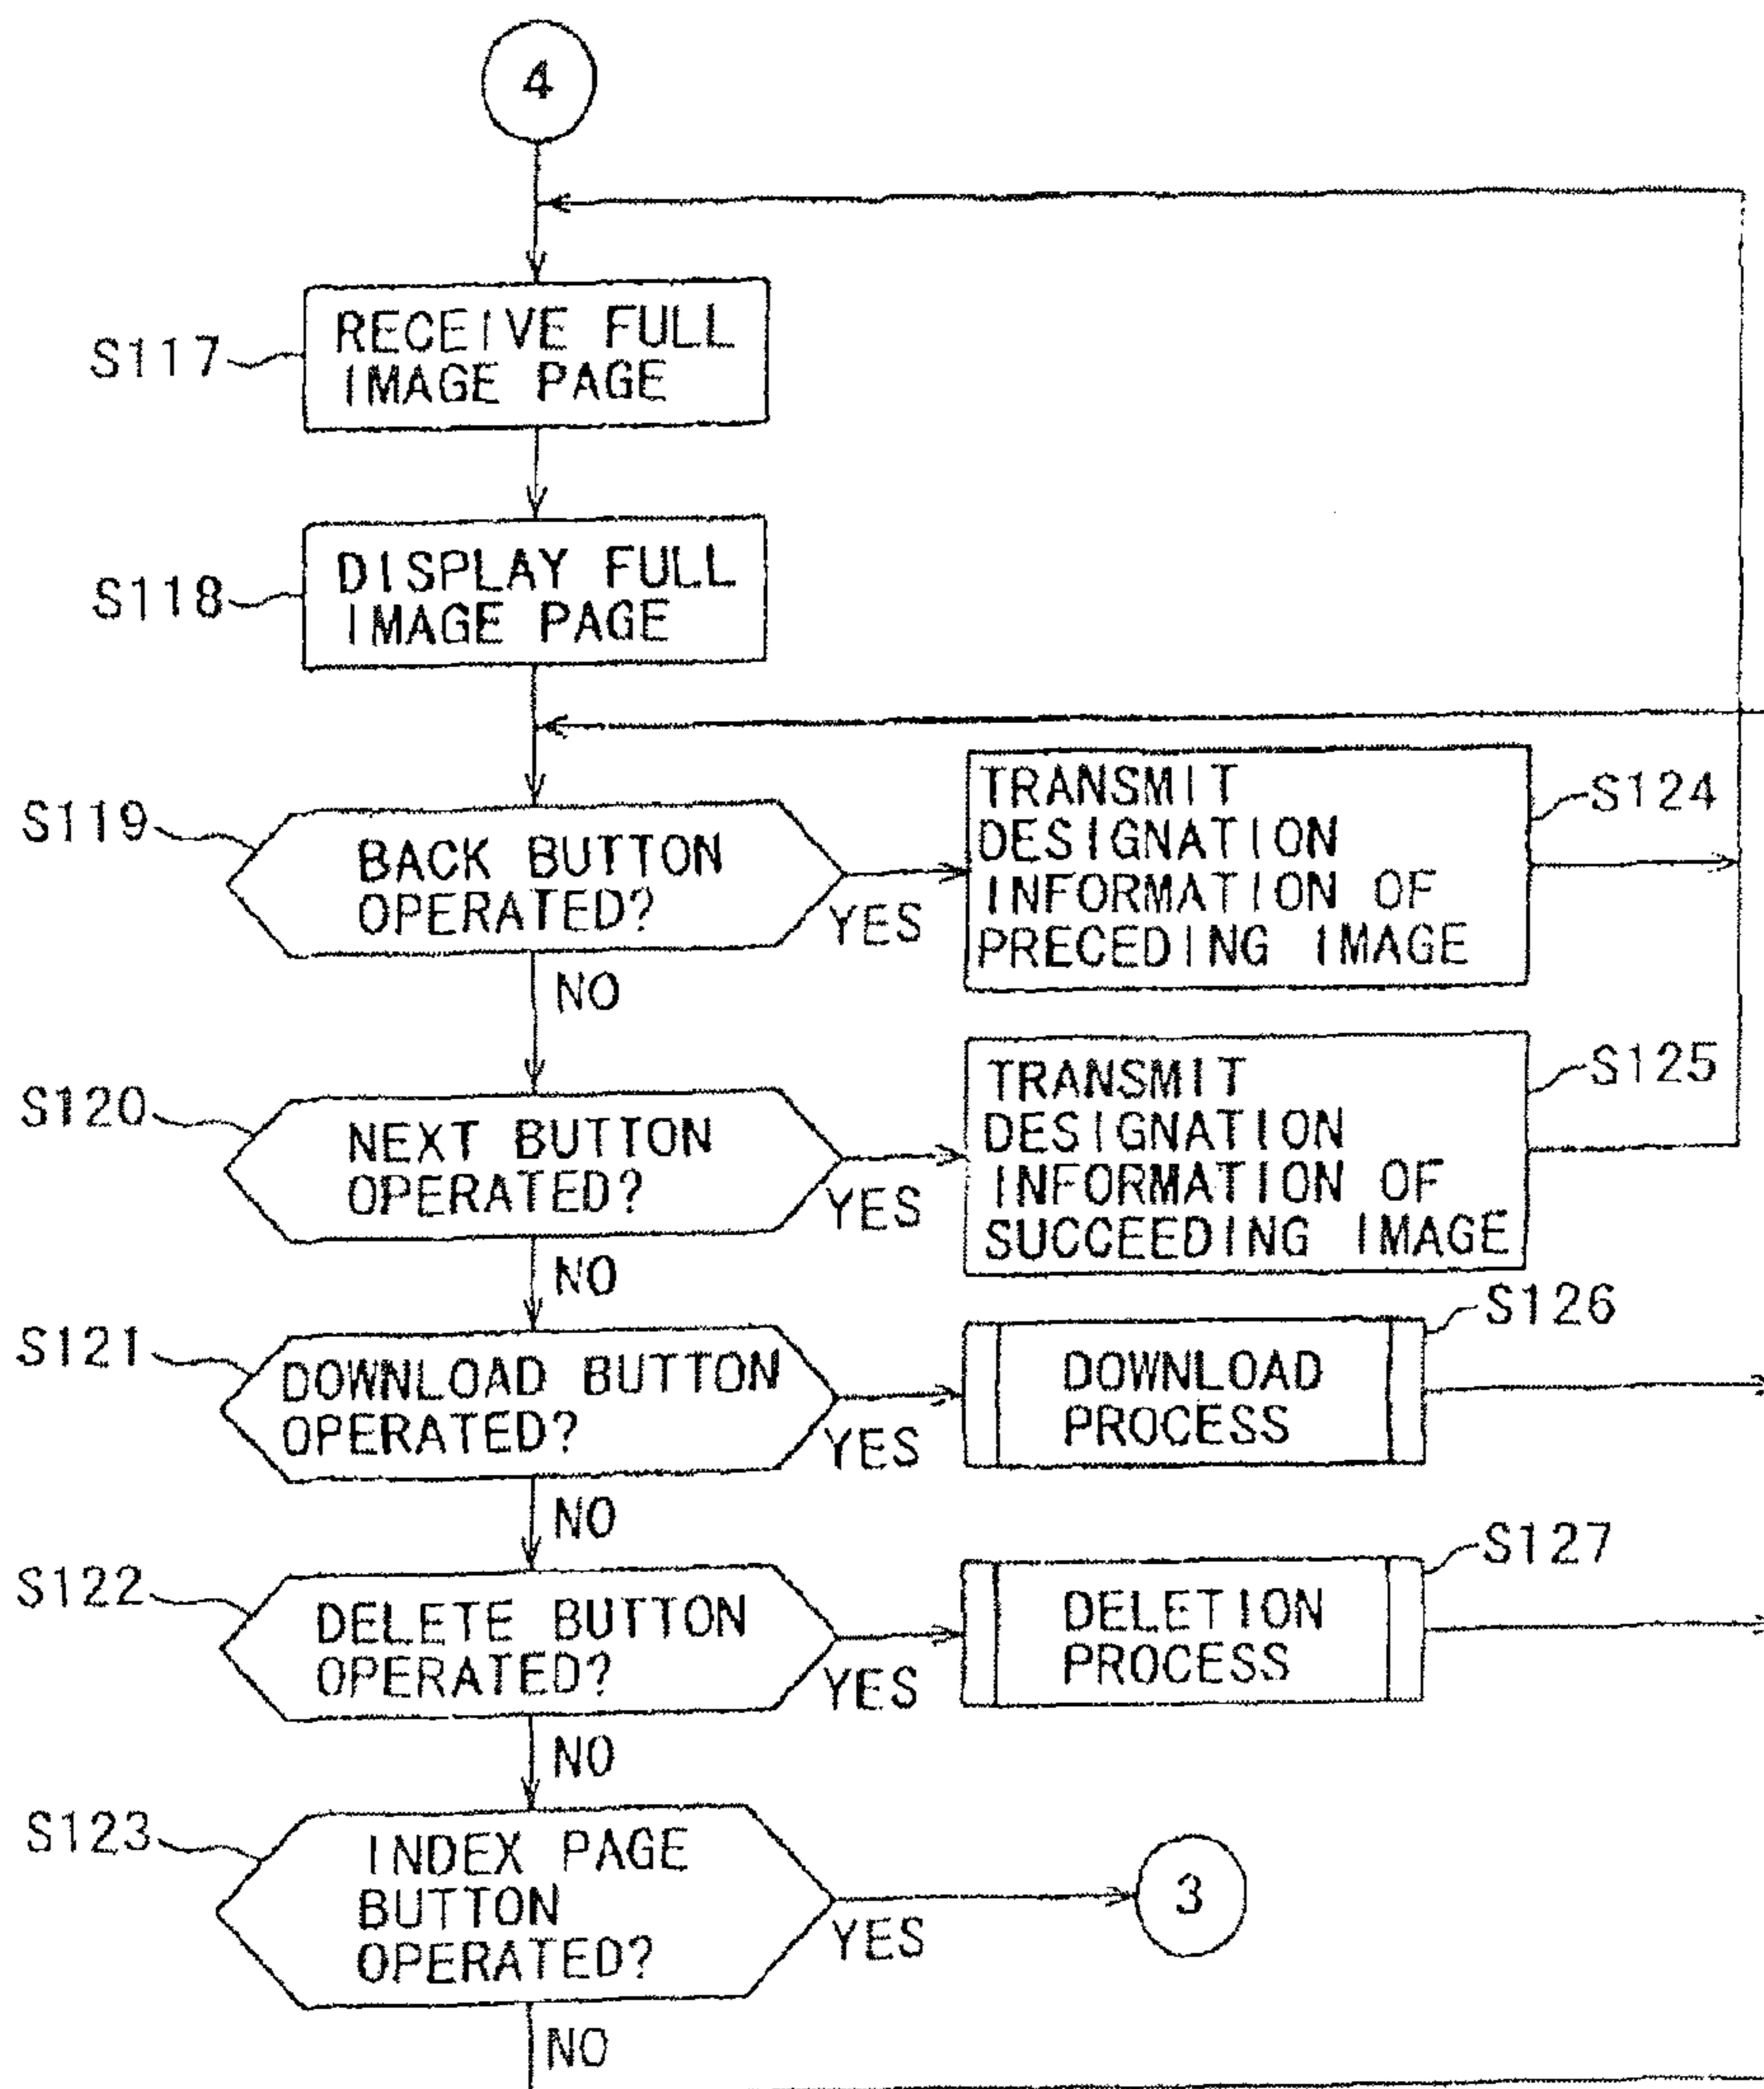 4
S117
RECEIVE FULL
IMAGE PAGE
S118
DISPLAY FULL
IMAGE PAGE
S119
BACK BUTTON
OPERATED?
YES
NO
TRANSMIT
DESIGNATION
INFORMATION OF
PRECEDING IMAGE
S124
S120
NEXT BUTTON
OPERATED?
YES
NO
TRANSMIT
DESIGNATION
INFORMATION OF
SUCCEEDING IMAGE
S125
S121
DOWNLOAD BUTTON
OPERATED?
YES
NO
DOWNLOAD
PROCESS
S126
S122
DELETE BUTTON
OPERATED?
YES
NO
DELETION
PROCESS
S127
S123
INDEX PAGE
BUTTON
OPERATED?
YES
3
NO